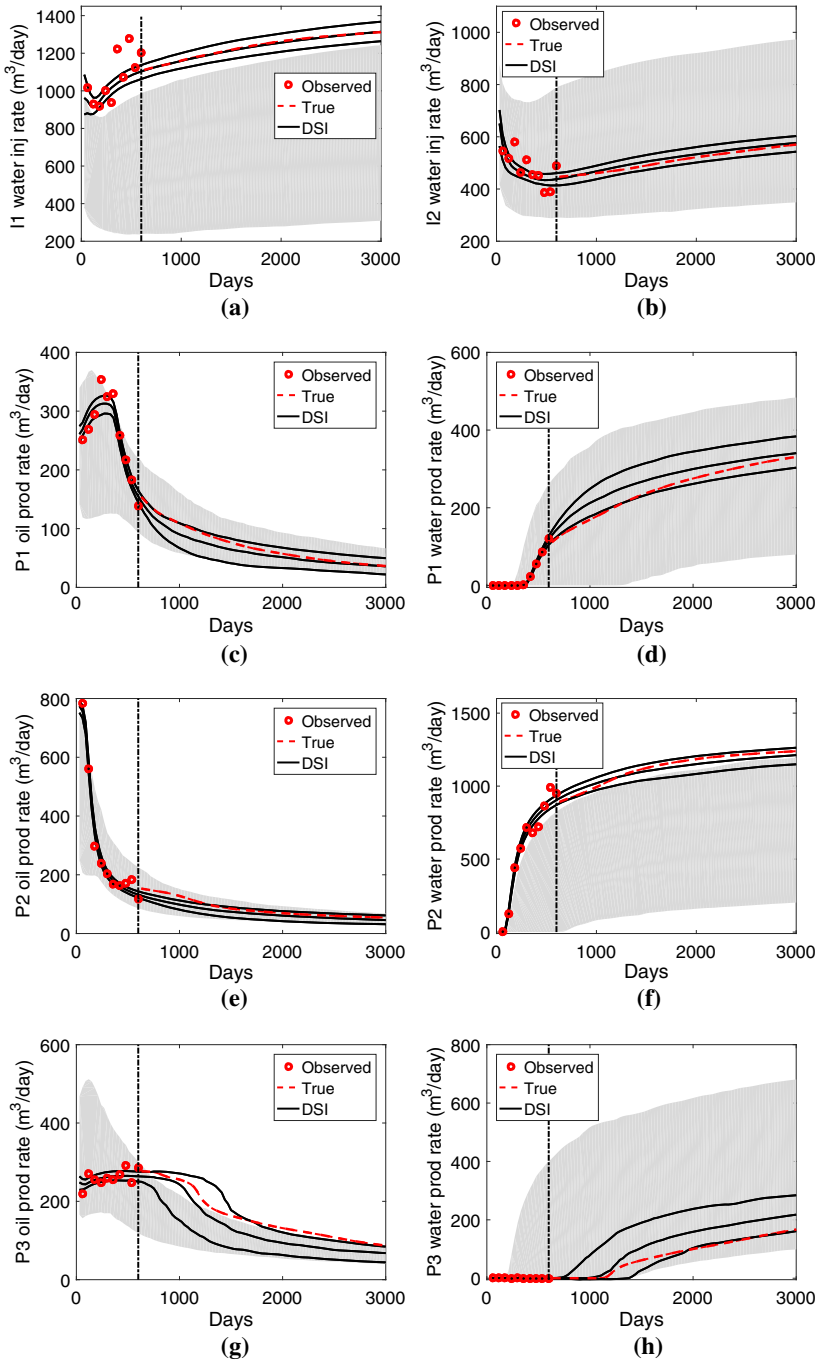 1400
1200
1000
800
600
400
200
I1 water inj rate (m³/day)
Observed
True
DSI
0 1000 2000 3000
Days
(a)
1000
800
600
400
200
I2 water inj rate (m³/day)
Observed
True
DSI
0 1000 2000 3000
Days
(b)
400
300
200
100
0
P1 oil prod rate (m³/day)
Observed
True
DSI
0 1000 2000 3000
Days
(c)
600
400
200
0
P1 water prod rate (m³/day)
Observed
True
DSI
0 1000 2000 3000
Days
(d)
800
600
400
200
0
P2 oil prod rate (m³/day)
Observed
True
DSI
0 1000 2000 3000
Days
(e)
1500
1000
500
0
P2 water prod rate (m³/day)
Observed
True
DSI
0 1000 2000 3000
Days
(f)
600
400
200
0
P3 oil prod rate (m³/day)
Observed
True
DSI
0 1000 2000 3000
Days
(g)
800
600
400
200
0
P3 water prod rate (m³/day)
Observed
True
DSI
0 1000 2000 3000
Days
(h)